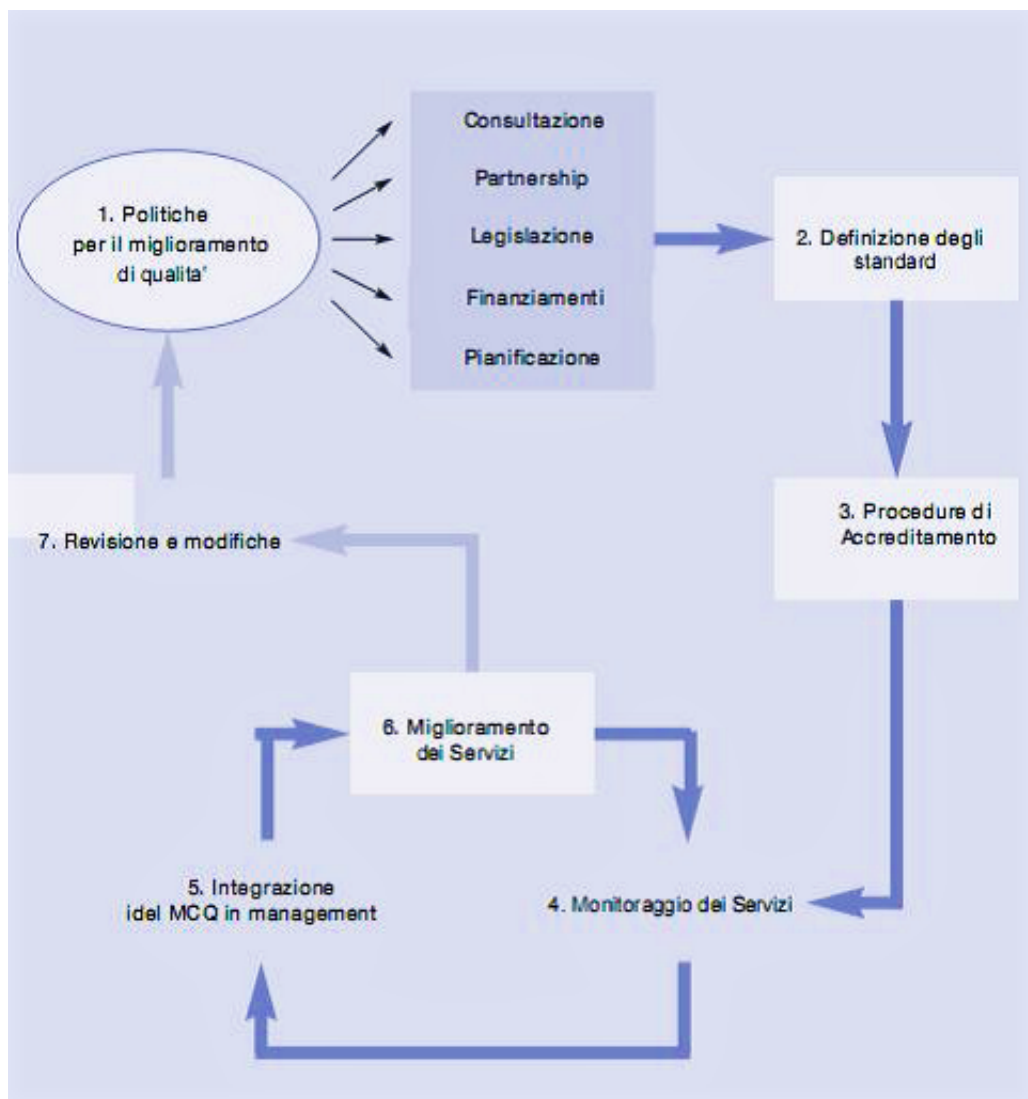 1. Politiche
per il miglioramento
di qualita'
Consultazione
Partnership
Legislazione
Finanziamenti
Pianificazione
2. Definizione degli
standard
3. Procedure di
Accreditamento
4. Monitoraggio dei Servizi
5. Integrazione
idel MCQ in management
6. Miglioramento
dei Servizi
7. Revisione e modifiche